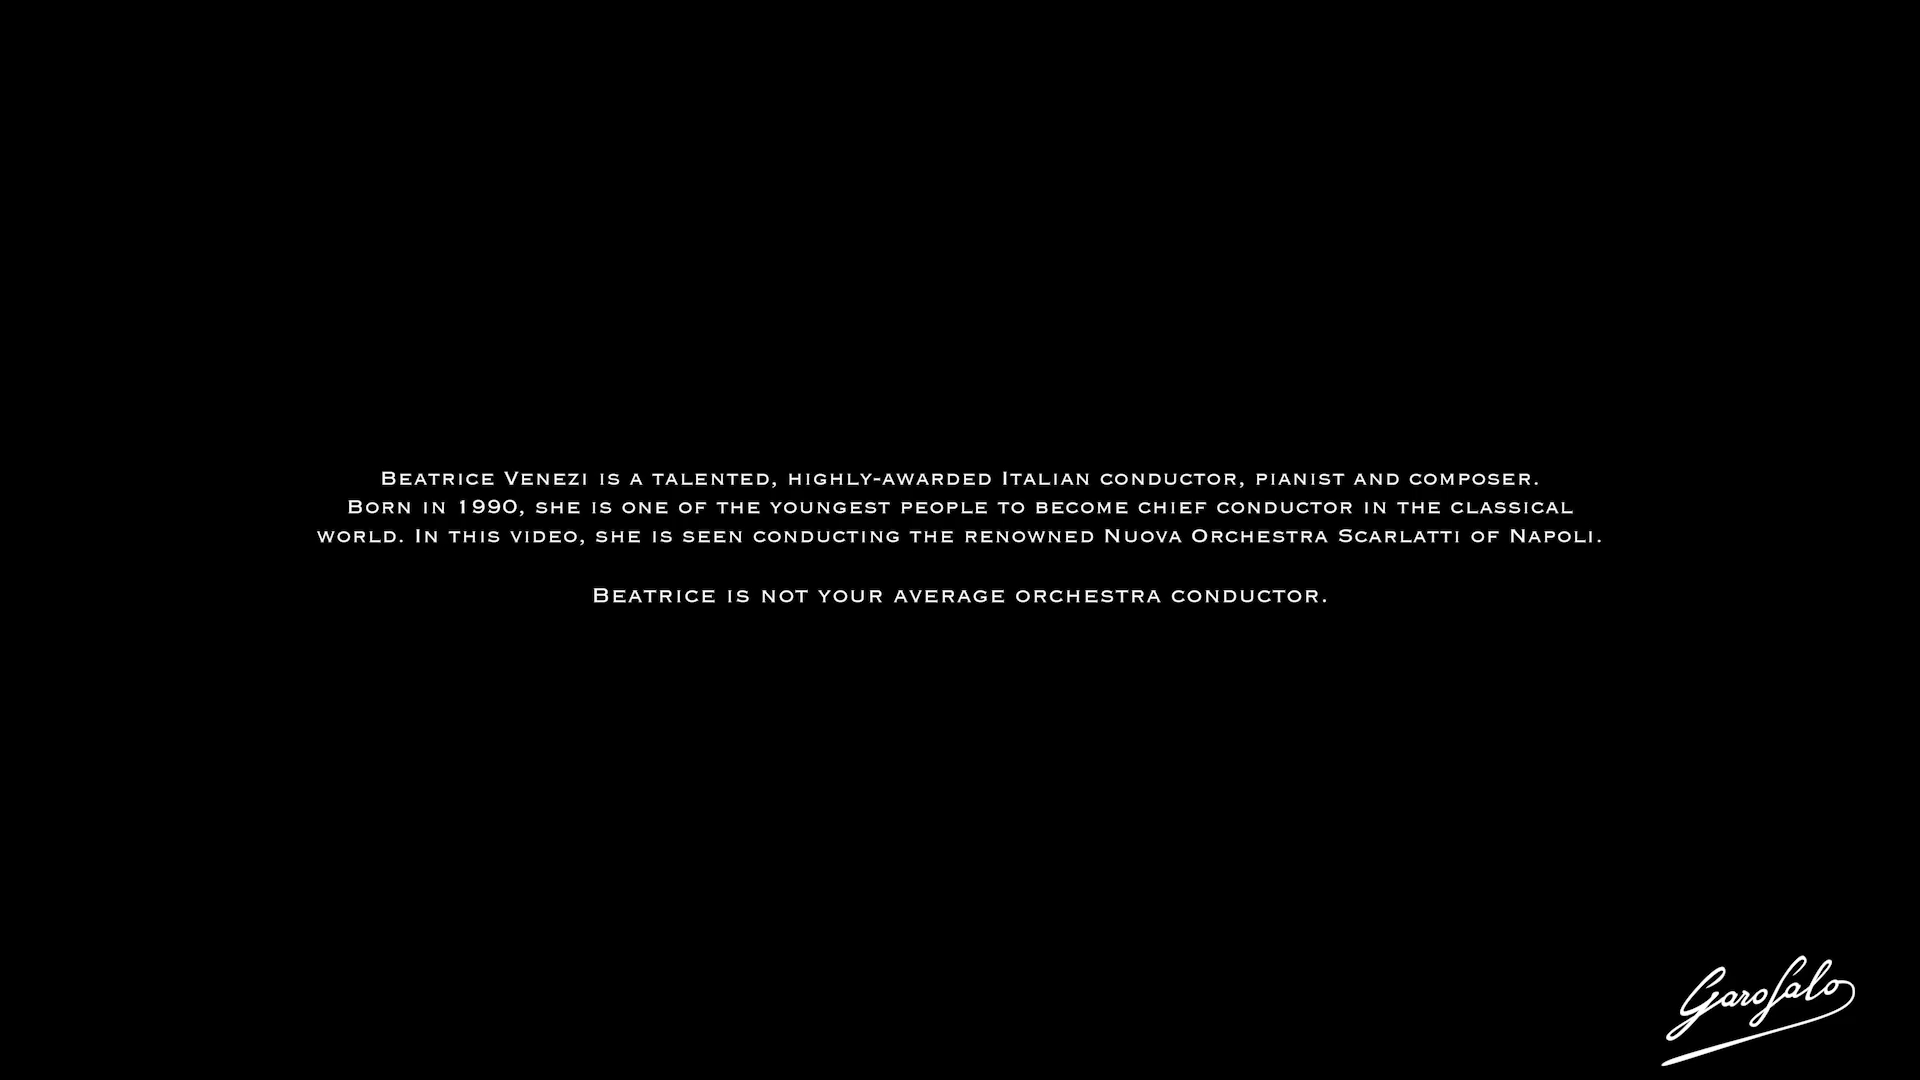 Beatrice Venezi is a talented, highly-awarded Italian conductor, pianist and composer.
Born in 1990, she is one of the youngest people to become chief conductor in the classical
world. In this video, she is seen conducting the renowned Nuova Orchestra Scarlatti of Napoli.
Beatrice is not your average orchestra conductor.
Garofalo